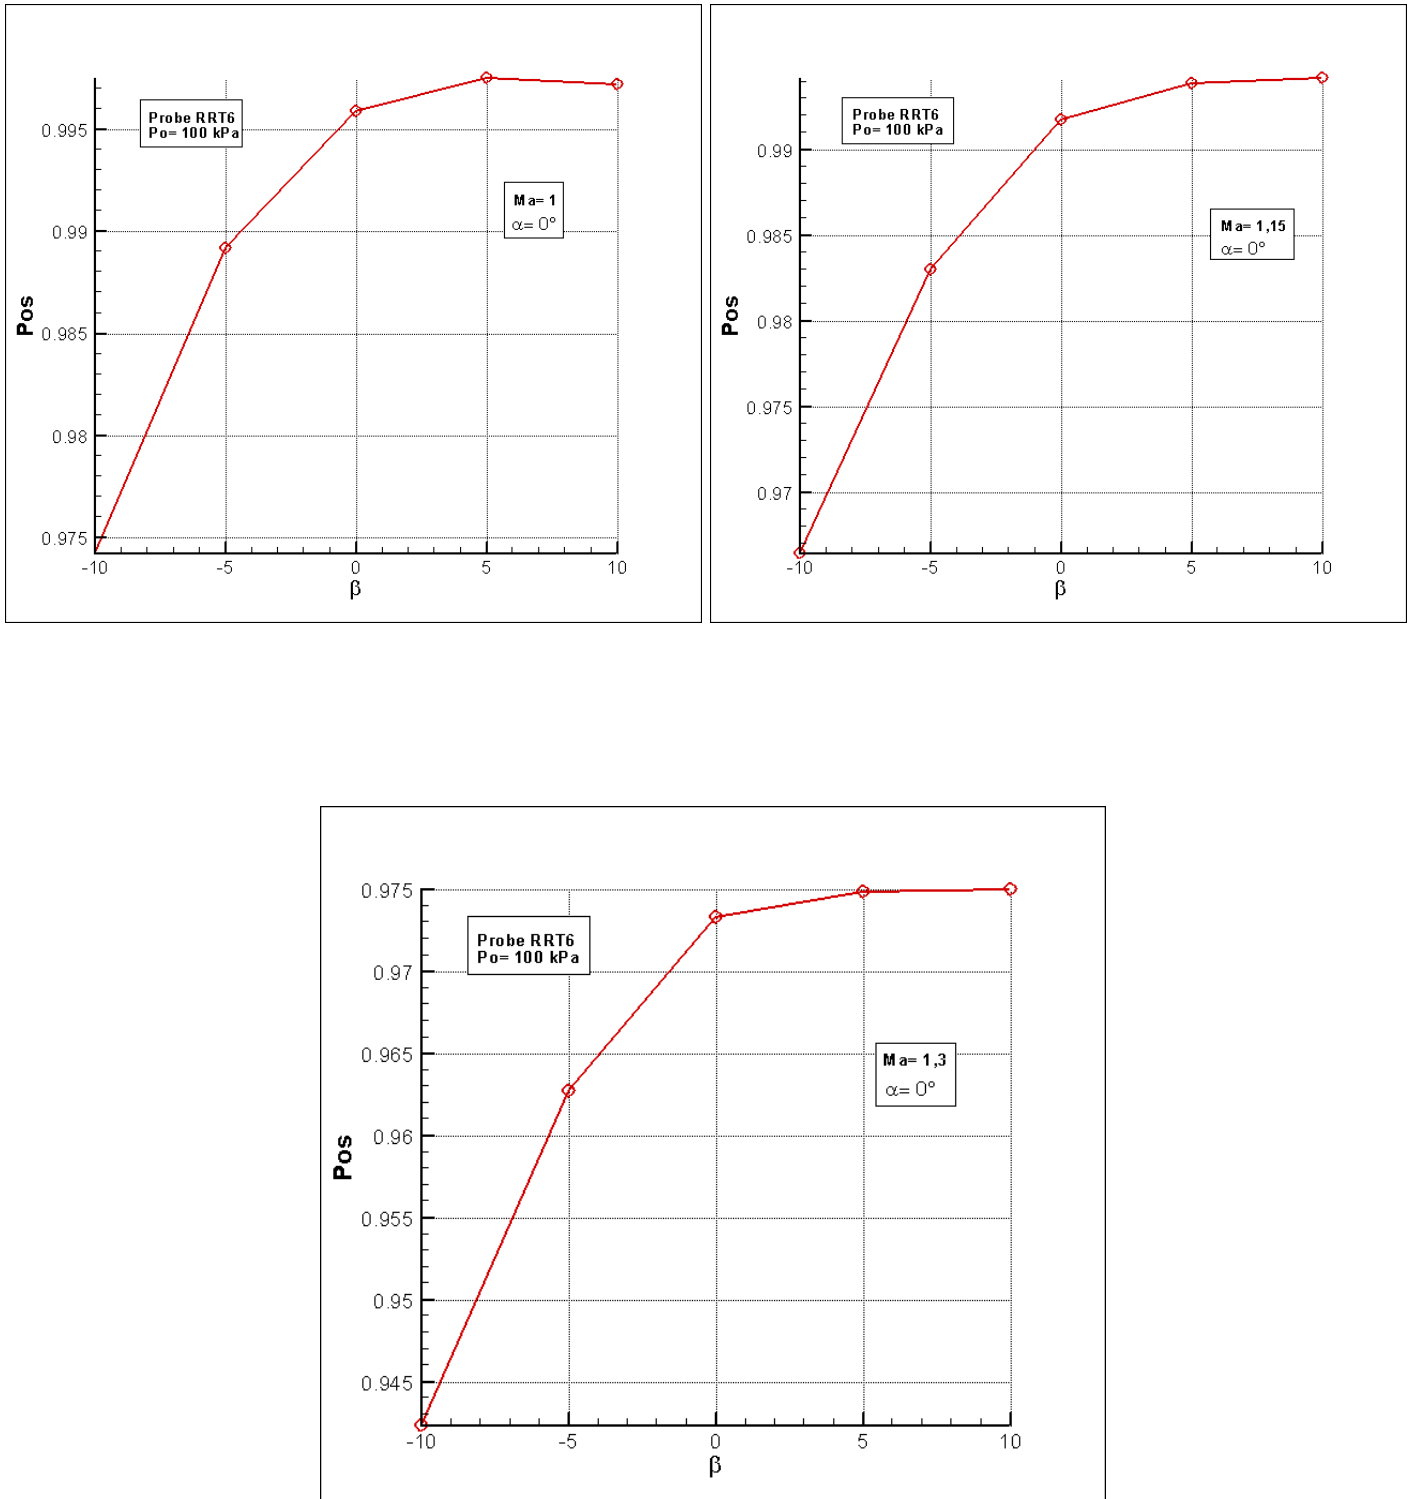 Probe RRT6
Po= 100 kPa
0.995
Ma= 1
α= 0°
0.99
Pos
0.985
0.98
0.975
-10 -5 0 5 10
β
Probe RRT6
Po= 100 kPa
0.99
Ma= 1,15
α= 0°
0.985
Pos
0.98
0.975
0.97
-10 -5 0 5 10
β
0.975
Probe RRT6
Po= 100 kPa
0.97
Ma= 1,3
α= 0°
0.965
0.96
Pos
0.955
0.95
0.945
-10 -5 0 5 10
β